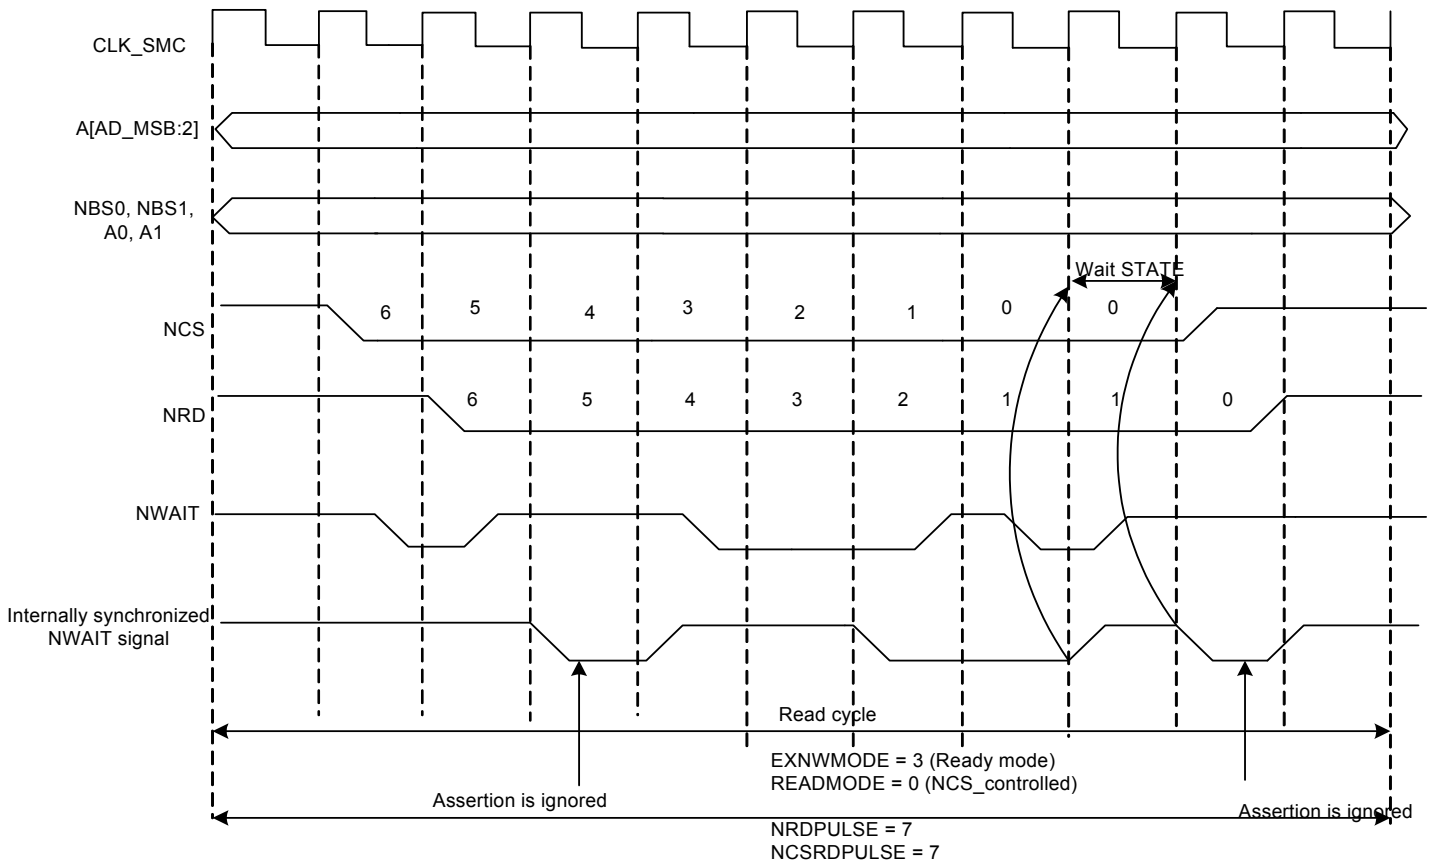 CLK_SMC
A[AD_MSB:2]
NBS0, NBS1,
A0, A1
Wait STATE
NCS
6 5 4 3 2 1 0 0
NRD
6 5 4 3 2 1 1 0
NWAIT
Internally synchronized
NWAIT signal
Read cycle
EXNWMODE = 3 (Ready mode)
READMODE = 0 (NCS_controlled)
Assertion is ignored
Assertion is ignored
NRDPULSE = 7
NCSRDPULSE = 7